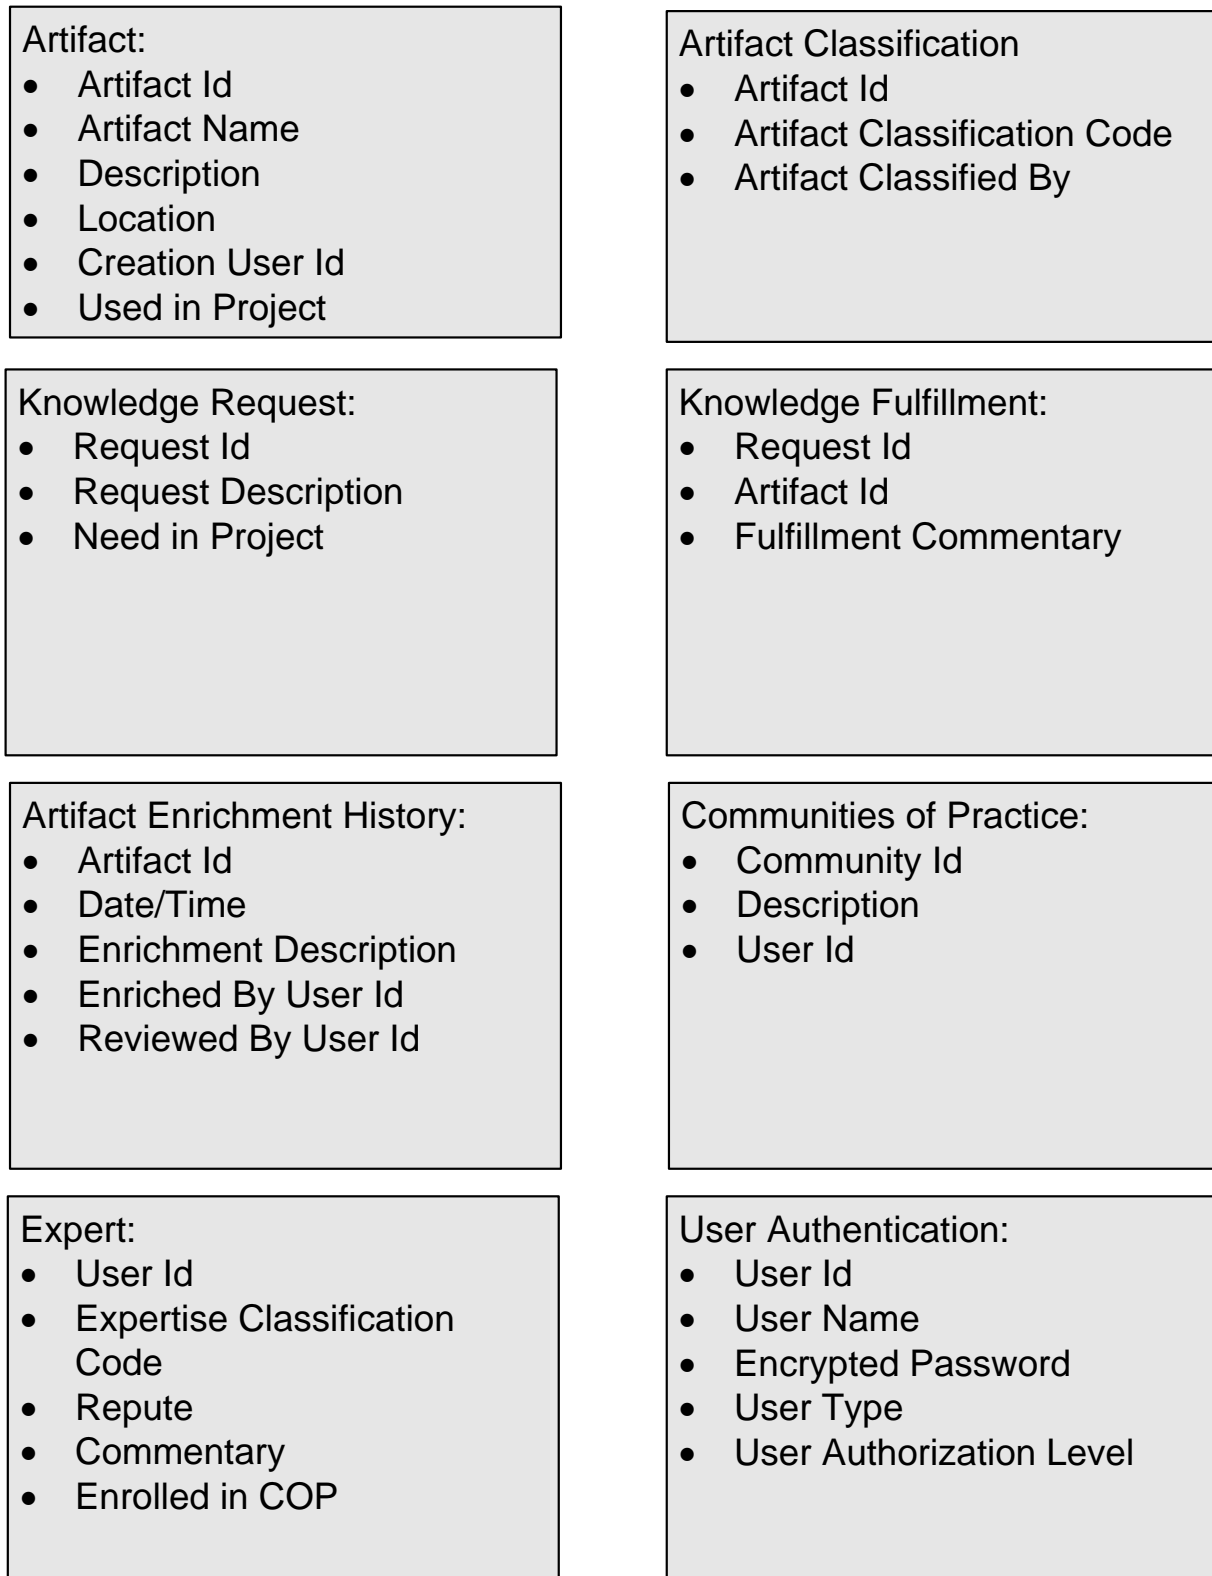 Artifact:
• Artifact Id
• Artifact Name
• Description
• Location
• Creation User Id
• Used in Project
Artifact Classification
• Artifact Id
• Artifact Classification Code
• Artifact Classified By
Knowledge Request:
• Request Id
• Request Description
• Need in Project
Knowledge Fulfillment:
• Request Id
• Artifact Id
• Fulfillment Commentary
Artifact Enrichment History:
• Artifact Id
• Date/Time
• Enrichment Description
• Enriched By User Id
• Reviewed By User Id
Communities of Practice:
• Community Id
• Description
• User Id
Expert:
• User Id
• Expertise Classification
Code
• Repute
• Commentary
• Enrolled in COP
User Authentication:
• User Id
• User Name
• Encrypted Password
• User Type
• User Authorization Level